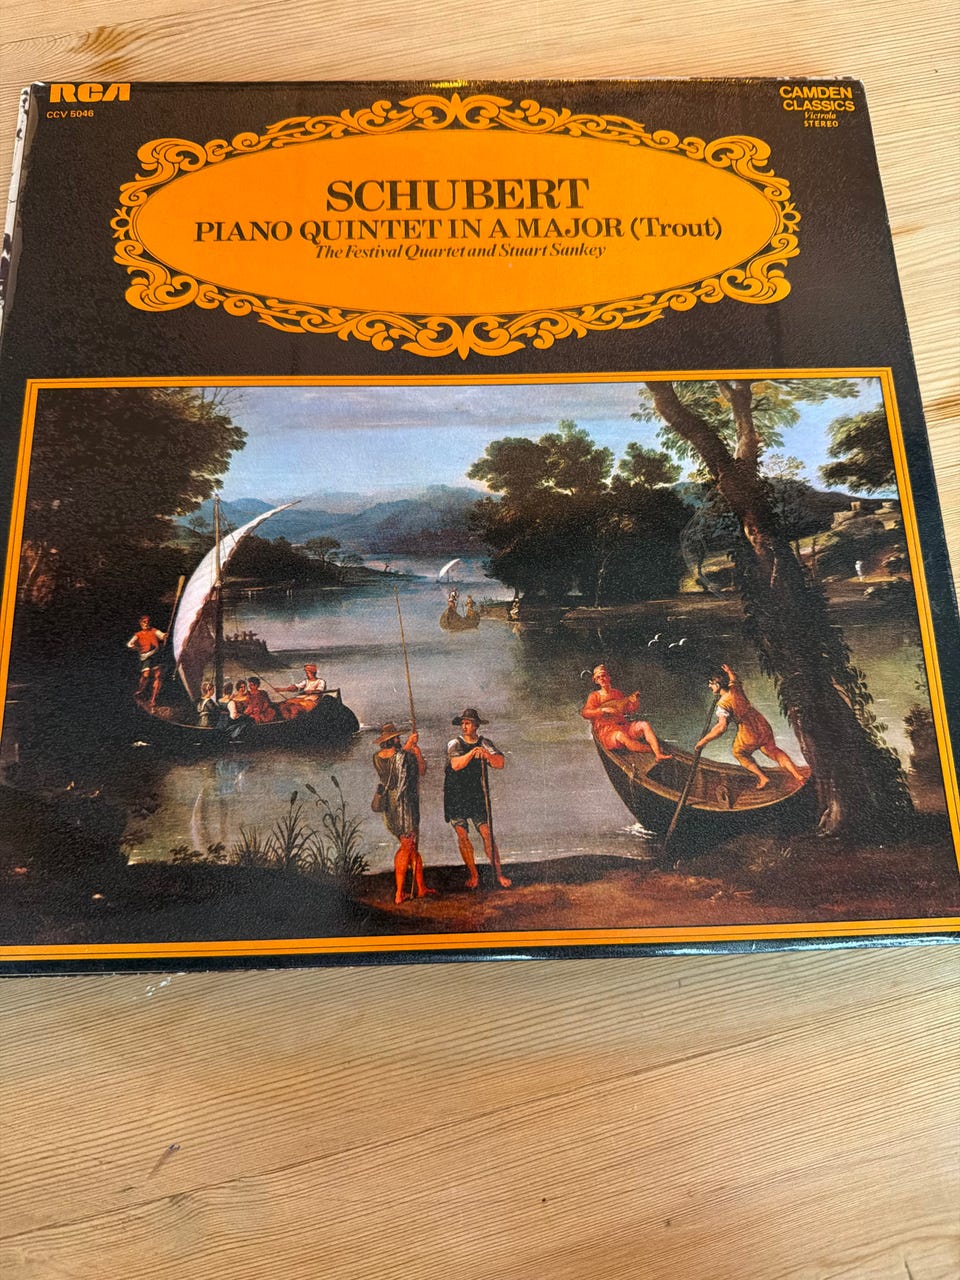 RCA
CCV 5046
CAMDEN
CLASSICS
Victrola
STEREO
SCHUBERT
PIANO QUINTET IN A MAJOR (Trout)
The Festival Quartet and Stuart Sankey